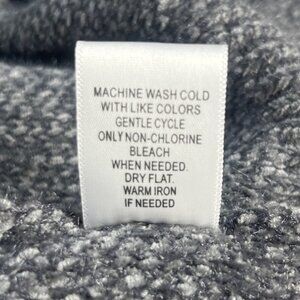 MACHINE WASH COLD
WITH LIKE COLORS
GENTLE CYCLE
ONLY NON-CHLORINE
BLEACH
WHEN NEEDED.
DRY FLAT.
WARM IRON
IF NEEDED